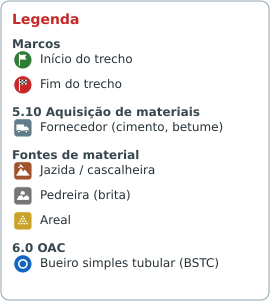 Legenda
Marcos
Início do trecho
Fim do trecho
5.10 Aquisição de materiais
Fornecedor (cimento, betume)
Fontes de material
Jazida / cascalheira
Pedreira (brita)
Areal
6.0 OAC
Bueiro simples tubular (BSTC)